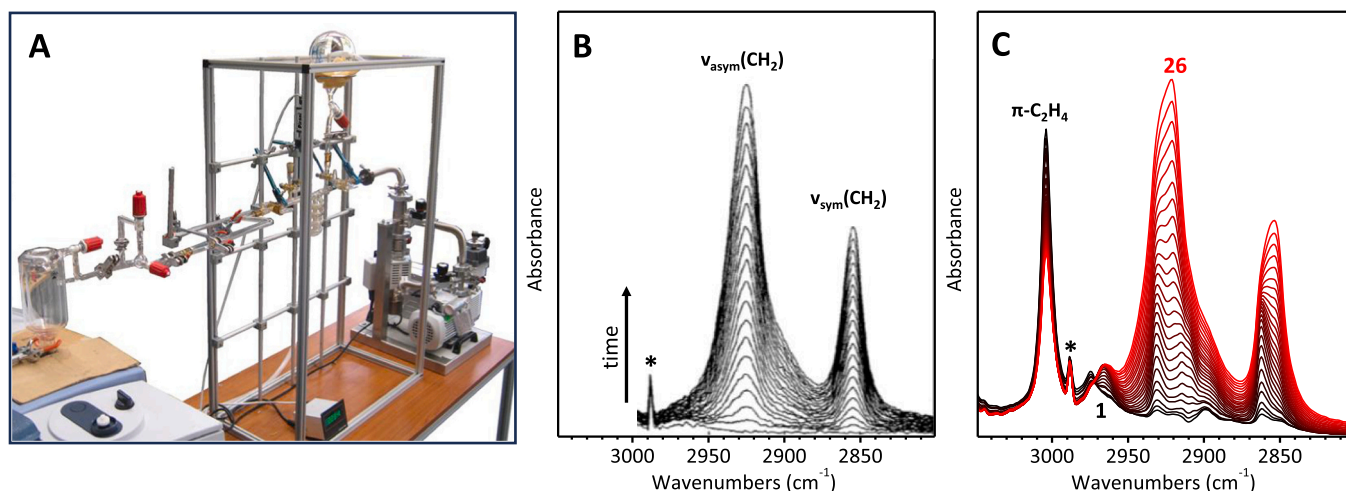 A
B
ν_asym(CH₂)
ν_sym(CH₂)
time
*
Absorbance
3000 2950 2900 2850
Wavenumbers (cm⁻¹)
C
26
π-C₂H₄
*
1
Absorbance
3000 2950 2900 2850
Wavenumbers (cm⁻¹)